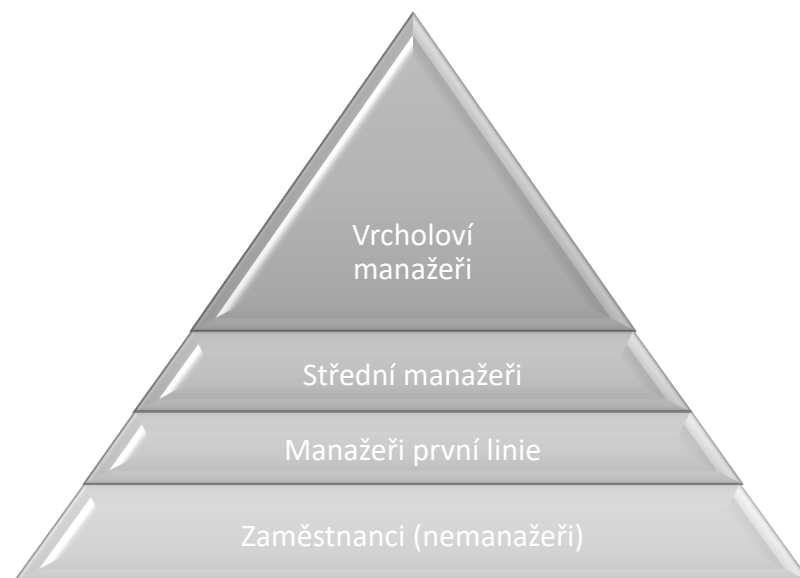 Vrcholoví
manažeři
Střední manažeři
Manažeři první linie
Zaměstnanci (nemanažeři)